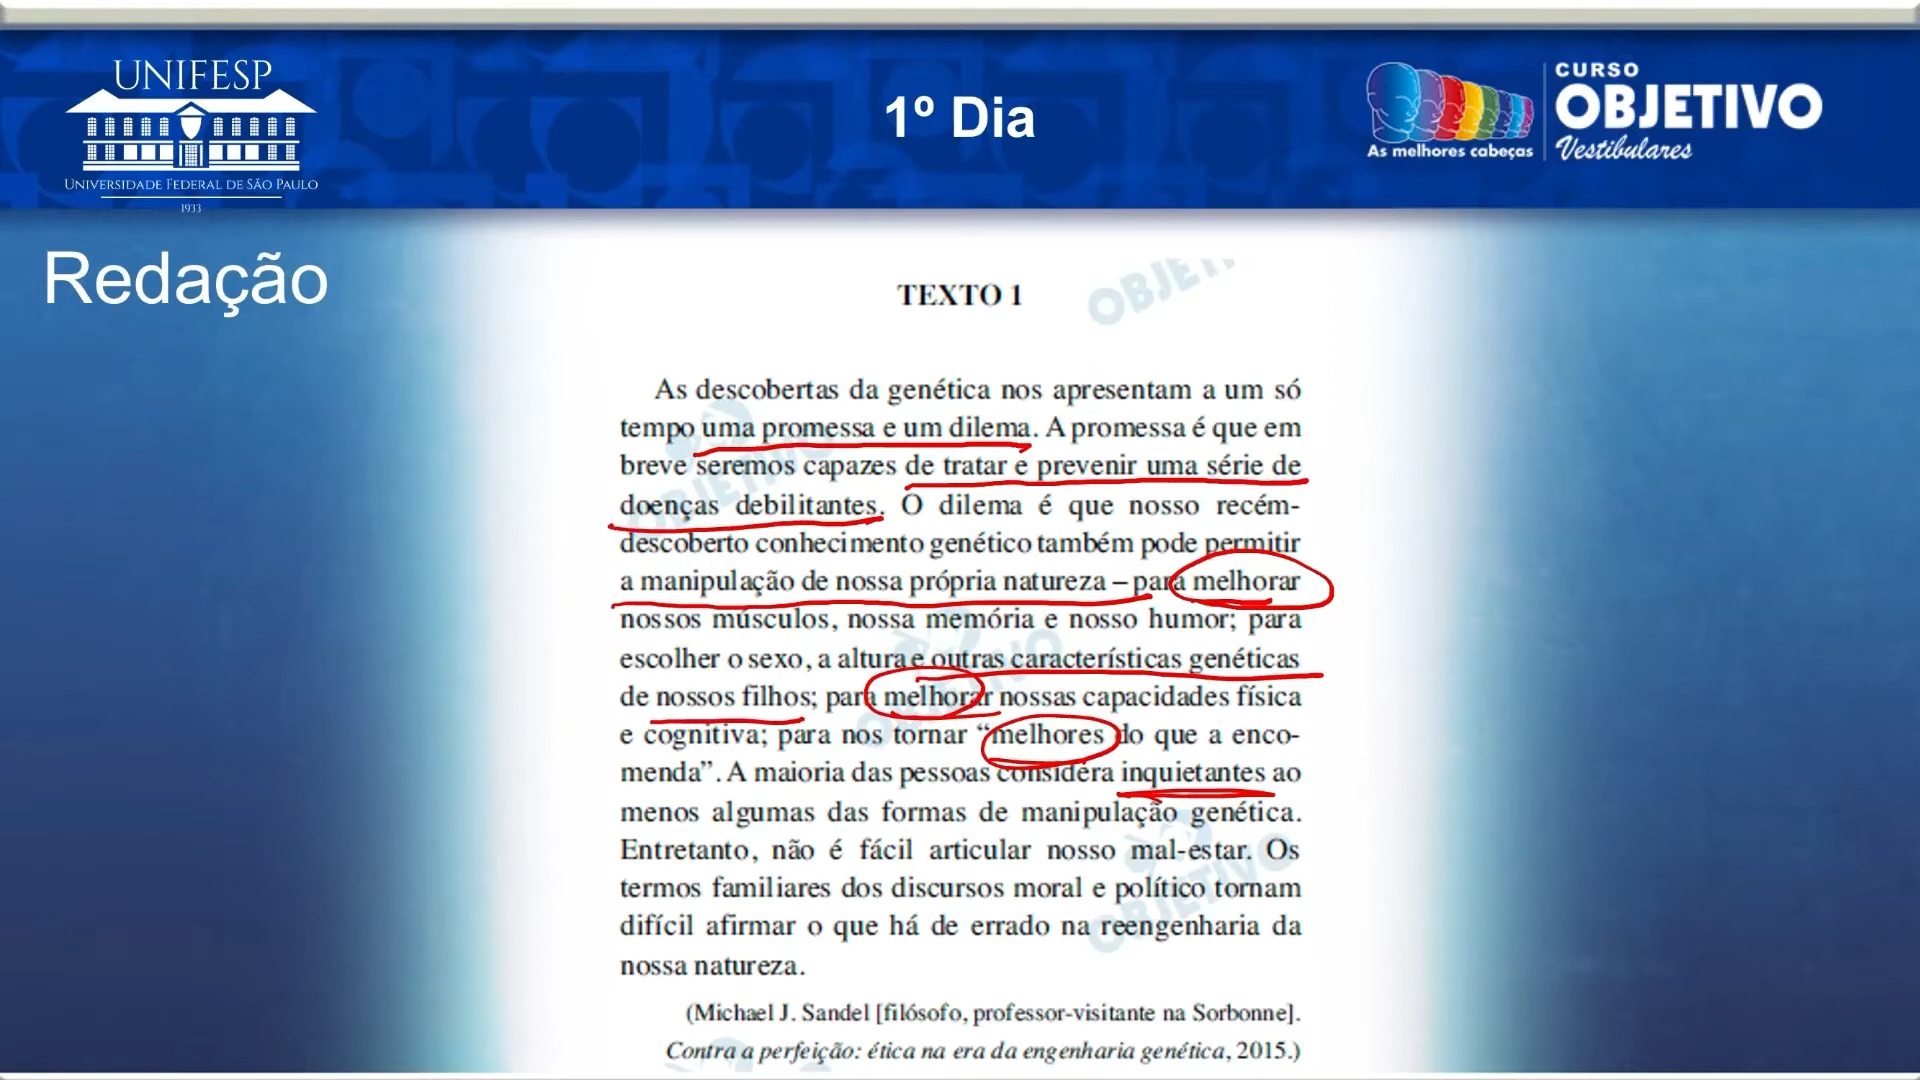 UNIFESP
UNIVERSIDADE FEDERAL DE SÃO PAULO
1933
1º Dia
CURSO
OBJETIVO
Vestibulares
As melhores cabeças
Redação
OBJETI
TEXTO 1
As descobertas da genética nos apresentam a um só
tempo uma promessa e um dilema. A promessa é que em
breve seremos capazes de tratar e prevenir uma série de
doenças debilitantes. O dilema é que nosso recém-
descoberto conhecimento genético também pode permitir
a manipulação de nossa própria natureza – para melhorar
nossos músculos, nossa memória e nosso humor; para
escolher o sexo, a altura e outras características genéticas
de nossos filhos; para melhorar nossas capacidades física
e cognitiva; para nos tornar “melhores do que a enco-
menda”. A maioria das pessoas considera inquietantes ao
menos algumas das formas de manipulação genética.
Entretanto, não é fácil articular nosso mal-estar. Os
termos familiares dos discursos moral e político tornam
difícil afirmar o que há de errado na reengenharia da
nossa natureza.
(Michael J. Sandel [filósofo, professor-visitante na Sorbonne].
Contra a perfeição: ética na era da engenharia genética, 2015.)
OBJETIVO
OBJETIVO
OBJETIVO